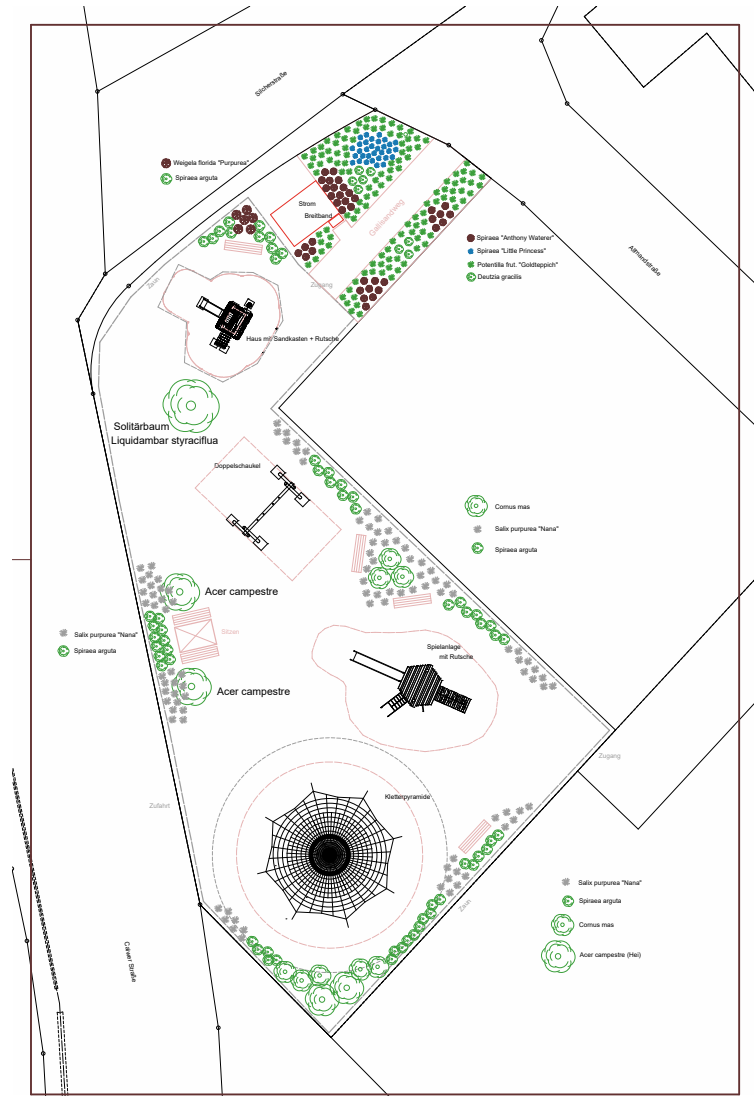 Silcherstraße
Weigela florida "Purpurea"
Spiraea arguta
Strom
Breitband
Gallisandweg
Spiraea "Anthony Waterer"
Spiraea "Little Princess"
Potentilla frut. "Goldteppich"
Deutzia gracilis
Zaun
Zugang
Haus mit Sandkasten + Rutsche
Solitärbaum
Liquidambar styraciflua
Doppelschaukel
Cornus mas
Salix purpurea "Nana"
Spiraea arguta
Acer campestre
Salix purpurea "Nana"
Spiraea arguta
Sitzen
Spielanlage
mit Rutsche
Acer campestre
Zugang
Kletterpyramide
Zufahrt
Zaun
Salix purpurea "Nana"
Spiraea arguta
Cornus mas
Acer campestre (Hei)
Calwer Straße